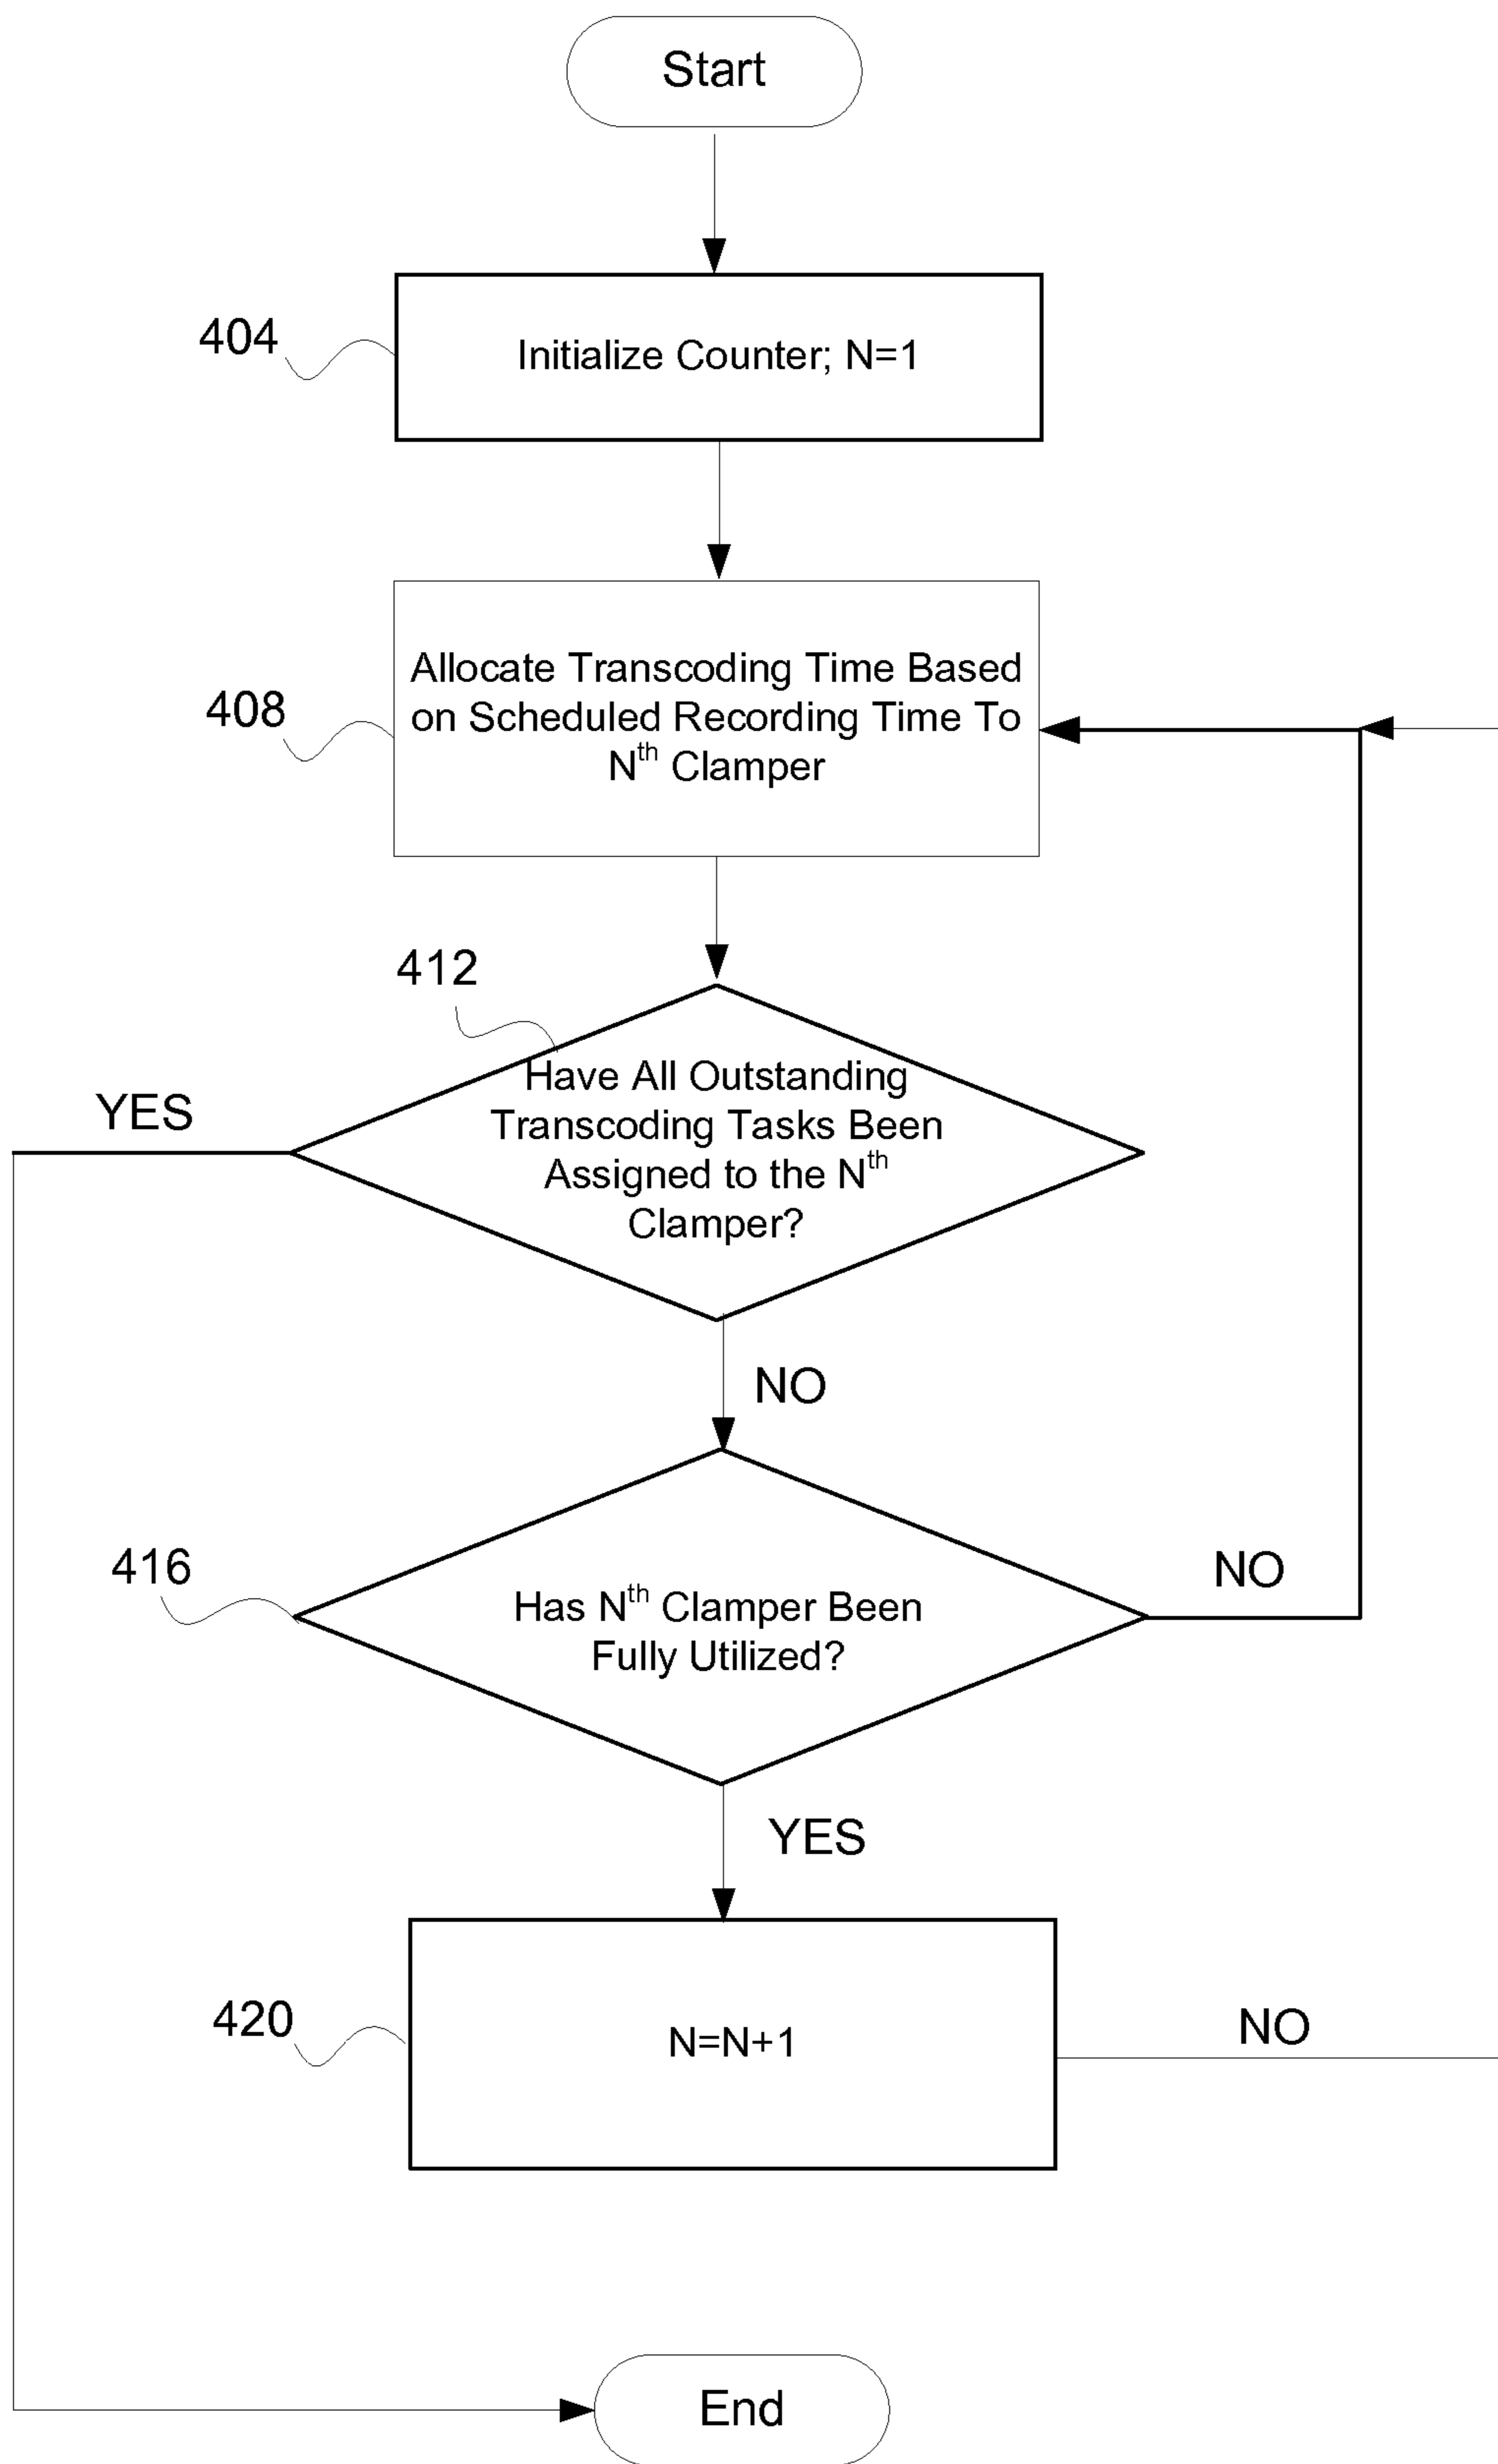 Start
404
Initialize Counter; N=1
408
Allocate Transcoding Time Based
on Scheduled Recording Time To
Nth Clamper
412
YES
Have All Outstanding
Transcoding Tasks Been
Assigned to the Nth
Clamper?
NO
416
Has Nth Clamper Been
Fully Utilized?
NO
YES
420
N=N+1
NO
End